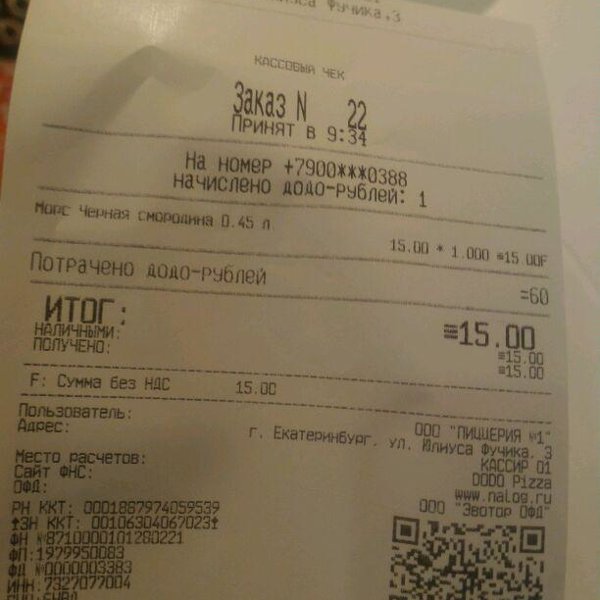 Фучика,3
КАССОВЫЙ ЧЕК
Заказ N 22
Принят в 9:34
На номер +7900***0388
начислено додо-рублей: 1
Морс Черная смородина 0.45 л
15.00 * 1.000 =15.00F
Потрачено додо-рублей
=60
ИТОГ: =15.00
НАЛИЧНЫМИ: =15.00
ПОЛУЧЕНО: =15.00
F: Сумма без НДС 15.00
Пользователь: ООО "ПИЦЦЕРИЯ №1"
Адрес: г. Екатеринбург, ул. Юлиуса Фучика, 3
КАССИР 01
Место расчетов: DODO Pizza
Сайт ФНС: www.nalog.ru
ОФД: ООО "Эвотор ОФД"
РН ККТ: 0001887974059539
ЗН ККТ: 00106304067023
ФН №8710000101280221
ФП:1979950083
ФД №0000003383
ИНН:7327077004